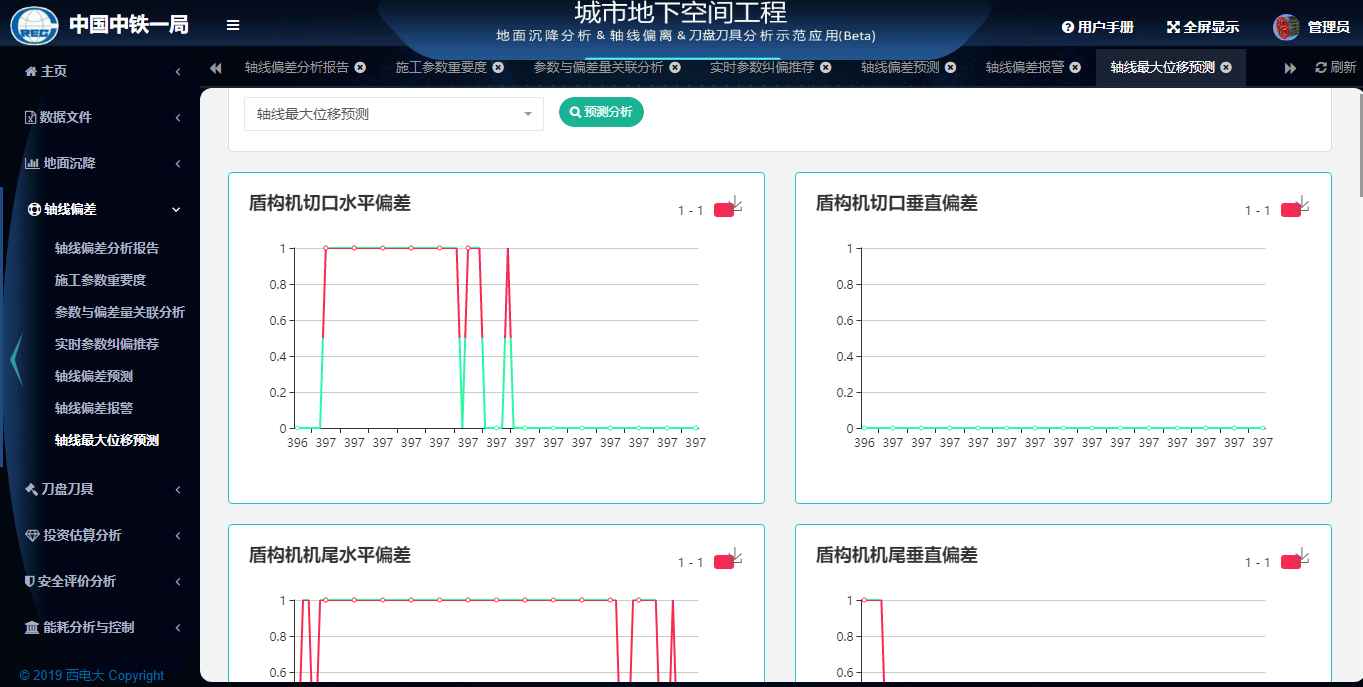 城市地下空间工程
地面沉降分析 & 轴线偏离 & 刀盘刀具分析示范应用(Beta)
REGJ 中国中铁一局
用户手册 全屏显示 管理员
轴线偏差分析报告 施工参数重要度 参数与偏差量关联分析 实时参数纠偏推荐 轴线偏差预测 轴线偏差报警 轴线最大位移预测 刷新
主页
数据文件
地面沉降
轴线偏差
轴线偏差分析报告
施工参数重要度
参数与偏差量关联分析
实时参数纠偏推荐
轴线偏差预测
轴线偏差报警
轴线最大位移预测
刀盘刀具
投资估算分析
安全评价分析
能耗分析与控制
© 2019 西电大 Copyright
轴线最大位移预测 预测分析
盾构机切口水平偏差
1 - 1
1
0.8
0.6
0.4
0.2
0
396 397 397 397 397 397 397 397 397 397 397 397 397 397 397
盾构机切口垂直偏差
1 - 1
1
0.8
0.6
0.4
0.2
0
396 397 397 397 397 397 397 397 397 397 397 397 397 397 397
盾构机机尾水平偏差
1 - 1
1
0.8
0.6
盾构机机尾垂直偏差
1 - 1
1
0.8
0.6